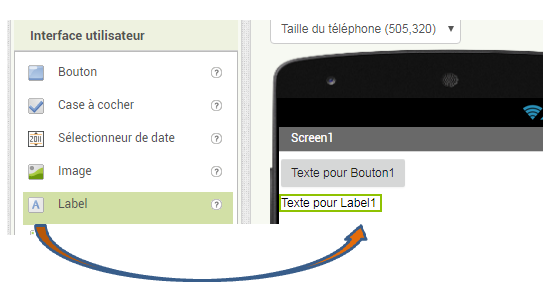 Interface utilisateur
Bouton
Case à cocher
Sélectionneur de date
Image
Label
Taille du téléphone (505,320)
Screen1
Texte pour Bouton1
Texte pour Label1